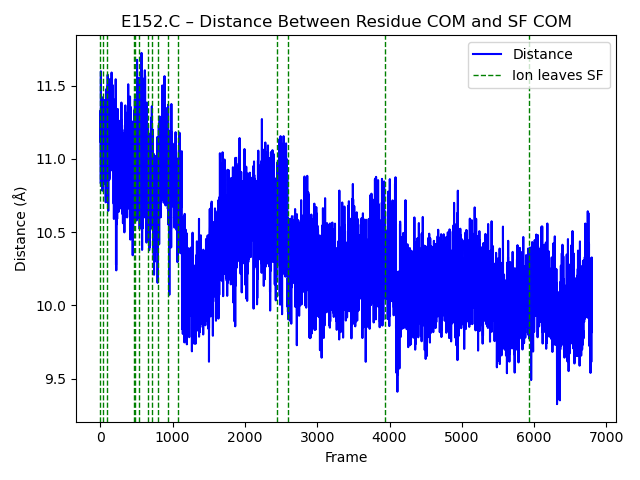 E152.C – Distance Between Residue COM and SF COM
Distance
Ion leaves SF
Distance (Å)
11.5
11.0
10.5
10.0
9.5
0 1000 2000 3000 4000 5000 6000 7000
Frame